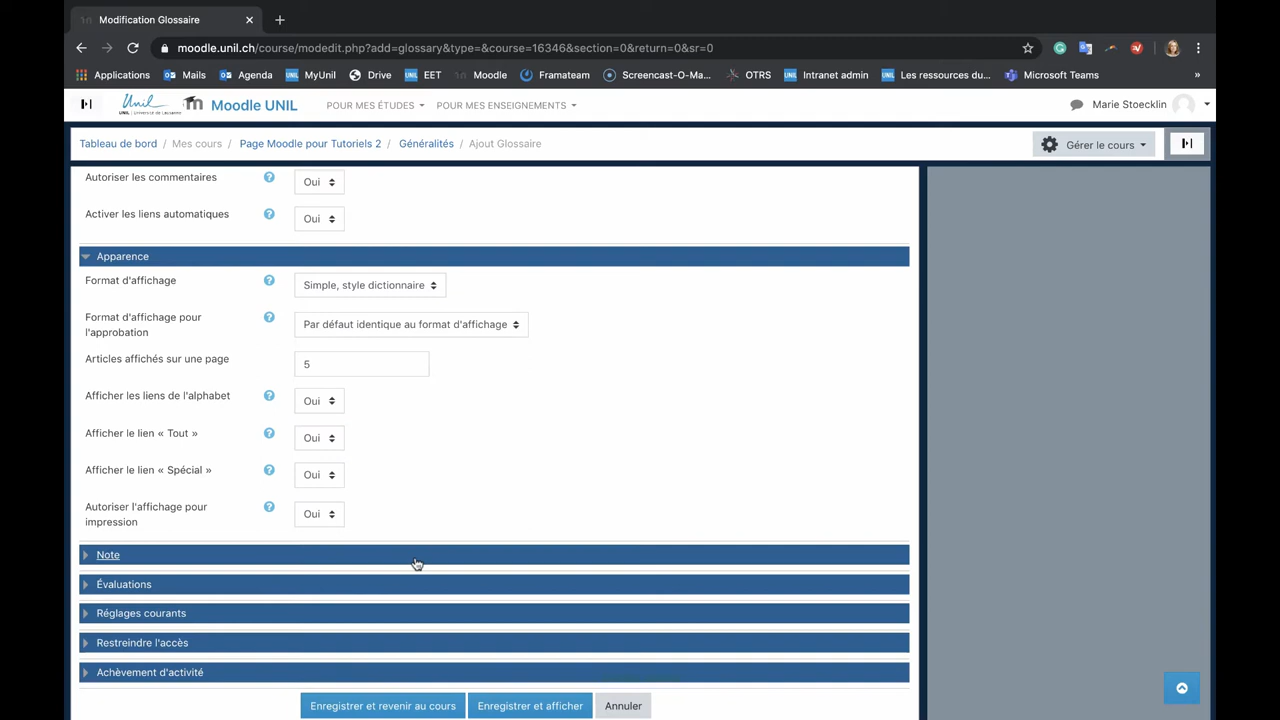 Modification Glossaire
moodle.unil.ch/course/modedit.php?add=glossary&type=&course=16346&section=0&return=0&sr=0
Applications Mails Agenda MyUnil Drive EET Moodle Framateam Screencast-O-Ma... OTRS Intranet admin Les ressources du... Microsoft Teams »
Unil
UNIL | Université de Lausanne
Moodle UNIL POUR MES ÉTUDES POUR MES ENSEIGNEMENTS Marie Stoecklin
Tableau de bord / Mes cours / Page Moodle pour Tutoriels 2 / Généralités / Ajout Glossaire Gérer le cours
Autoriser les commentaires ? Oui
Activer les liens automatiques ? Oui
Apparence
Format d'affichage ? Simple, style dictionnaire
Format d'affichage pour l'approbation ? Par défaut identique au format d'affichage
Articles affichés sur une page 5
Afficher les liens de l'alphabet ? Oui
Afficher le lien « Tout » ? Oui
Afficher le lien « Spécial » ? Oui
Autoriser l'affichage pour impression ? Oui
Note
Évaluations
Réglages courants
Restreindre l'accès
Achèvement d'activité
Enregistrer et revenir au cours Enregistrer et afficher Annuler